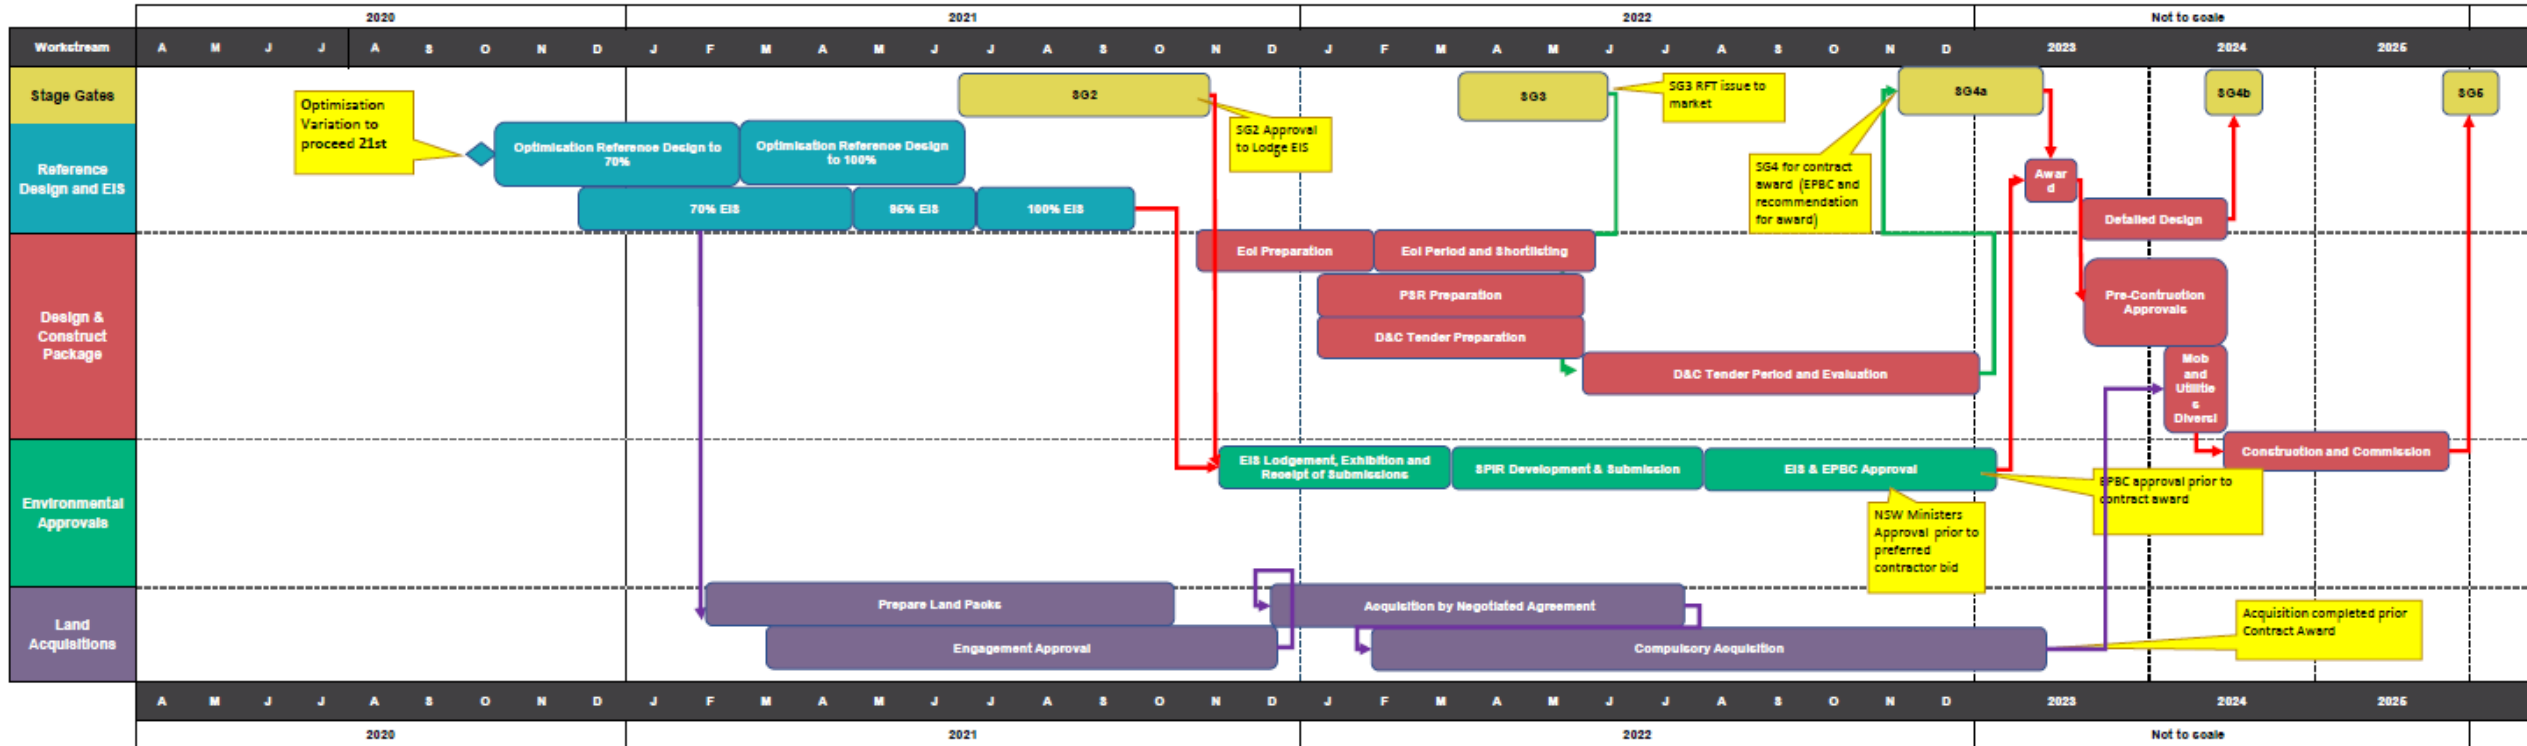 2020 2021 2022 Not to scale
Workstream A M J J A S O N D J F M A M J J A S O N D J F M A M J J A S O N D 2023 2024 2025
Stage Gates
SG2
SG3
SG4a
SG4b
SG5
Optimisation
Variation to
proceed 21st
SG2 Approval
to Lodge EIS
SG3 RFT issue to
market
SG4 for contract
award (EPBC and
recommendation
for award)
Reference
Design and EIS
Optimisation Reference Design to
70%
Optimisation Reference Design
to 100%
70% EIS
95% EIS
100% EIS
Awar
d
Detailed Design
Design &
Construct
Package
EoI Preparation
EoI Period and Shortlisting
PSR Preparation
D&C Tender Preparation
D&C Tender Period and Evaluation
Pre-Contruction
Approvals
Mob
and
Utilitie
s
Diversi
Construction and Commission
Environmental
Approvals
EIS Lodgement, Exhibition and
Receipt of Submissions
SPIR Development & Submission
EIS & EPBC Approval
EPBC approval prior to
contract award
NSW Ministers
Approval prior to
preferred
contractor bid
Land
Acquisitions
Prepare Land Packs
Engagement Approval
Acquisition by Negotiated Agreement
Compulsory Acquisition
Acquisition completed prior
Contract Award
A M J J A S O N D J F M A M J J A S O N D J F M A M J J A S O N D 2023 2024 2025
2020 2021 2022 Not to scale